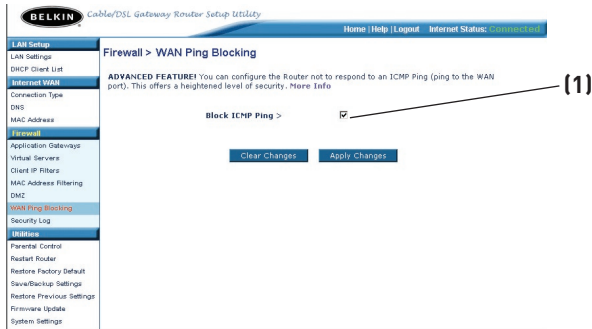 BELKIN Cable/DSL Gateway Router Setup Utility
Home | Help | Logout Internet Status: Connected
LAN Setup
LAN Settings
DHCP Client List
Internet WAN
Connection Type
DNS
MAC Address
Firewall
Application Gateways
Virtual Servers
Client IP Filters
MAC Address Filtering
DMZ
WAN Ping Blocking
Security Log
Utilities
Parental Control
Restart Router
Restore Factory Default
Save/Backup Settings
Restore Previous Settings
Firmware Update
System Settings
Firewall > WAN Ping Blocking
ADVANCED FEATURE! You can configure the Router not to respond to an ICMP Ping (ping to the WAN
port). This offers a heightened level of security. More Info
Block ICMP Ping >
Clear Changes Apply Changes
(1)